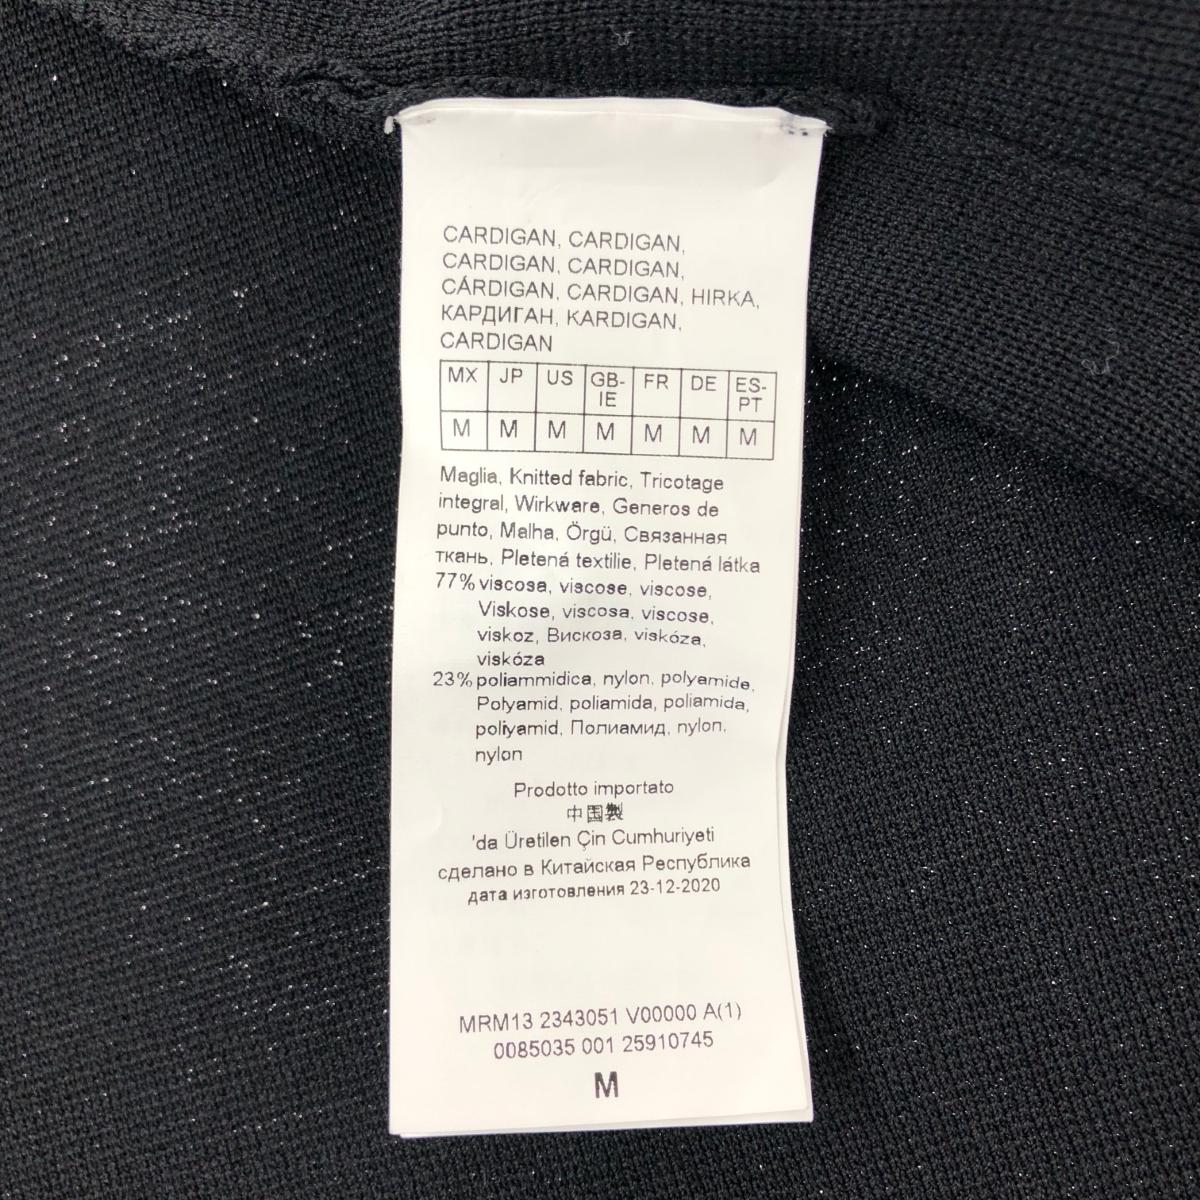 CARDIGAN, CARDIGAN,
CARDIGAN, CARDIGAN,
CÁRDIGAN, CARDIGAN, HIRKA,
КАРДИГАН, KARDIGAN,
CARDIGAN
MX JP US GB-IE FR DE ES-PT
M M M M M M M
Maglia, Knitted fabric, Tricotage
integral, Wirkware, Generos de
punto, Malha, Örgü, Связанная
ткань, Pletená textilie, Pletená látka
77% viscosa, viscose, viscose,
Viskose, viscosa, viscose,
viskoz, Вискоза, viskóza,
viskóza
23% poliammidica, nylon, polyamide,
Polyamid, poliamida, poliamida,
poliyamid, Полиамид, nylon,
nylon
Prodotto importato
中国製
'da Üretilen Çin Cumhuriyeti
сделано в Китайская Республика
дата изготовления 23-12-2020
MRM13 2343051 V00000 A(1)
0085035 001 25910745
M